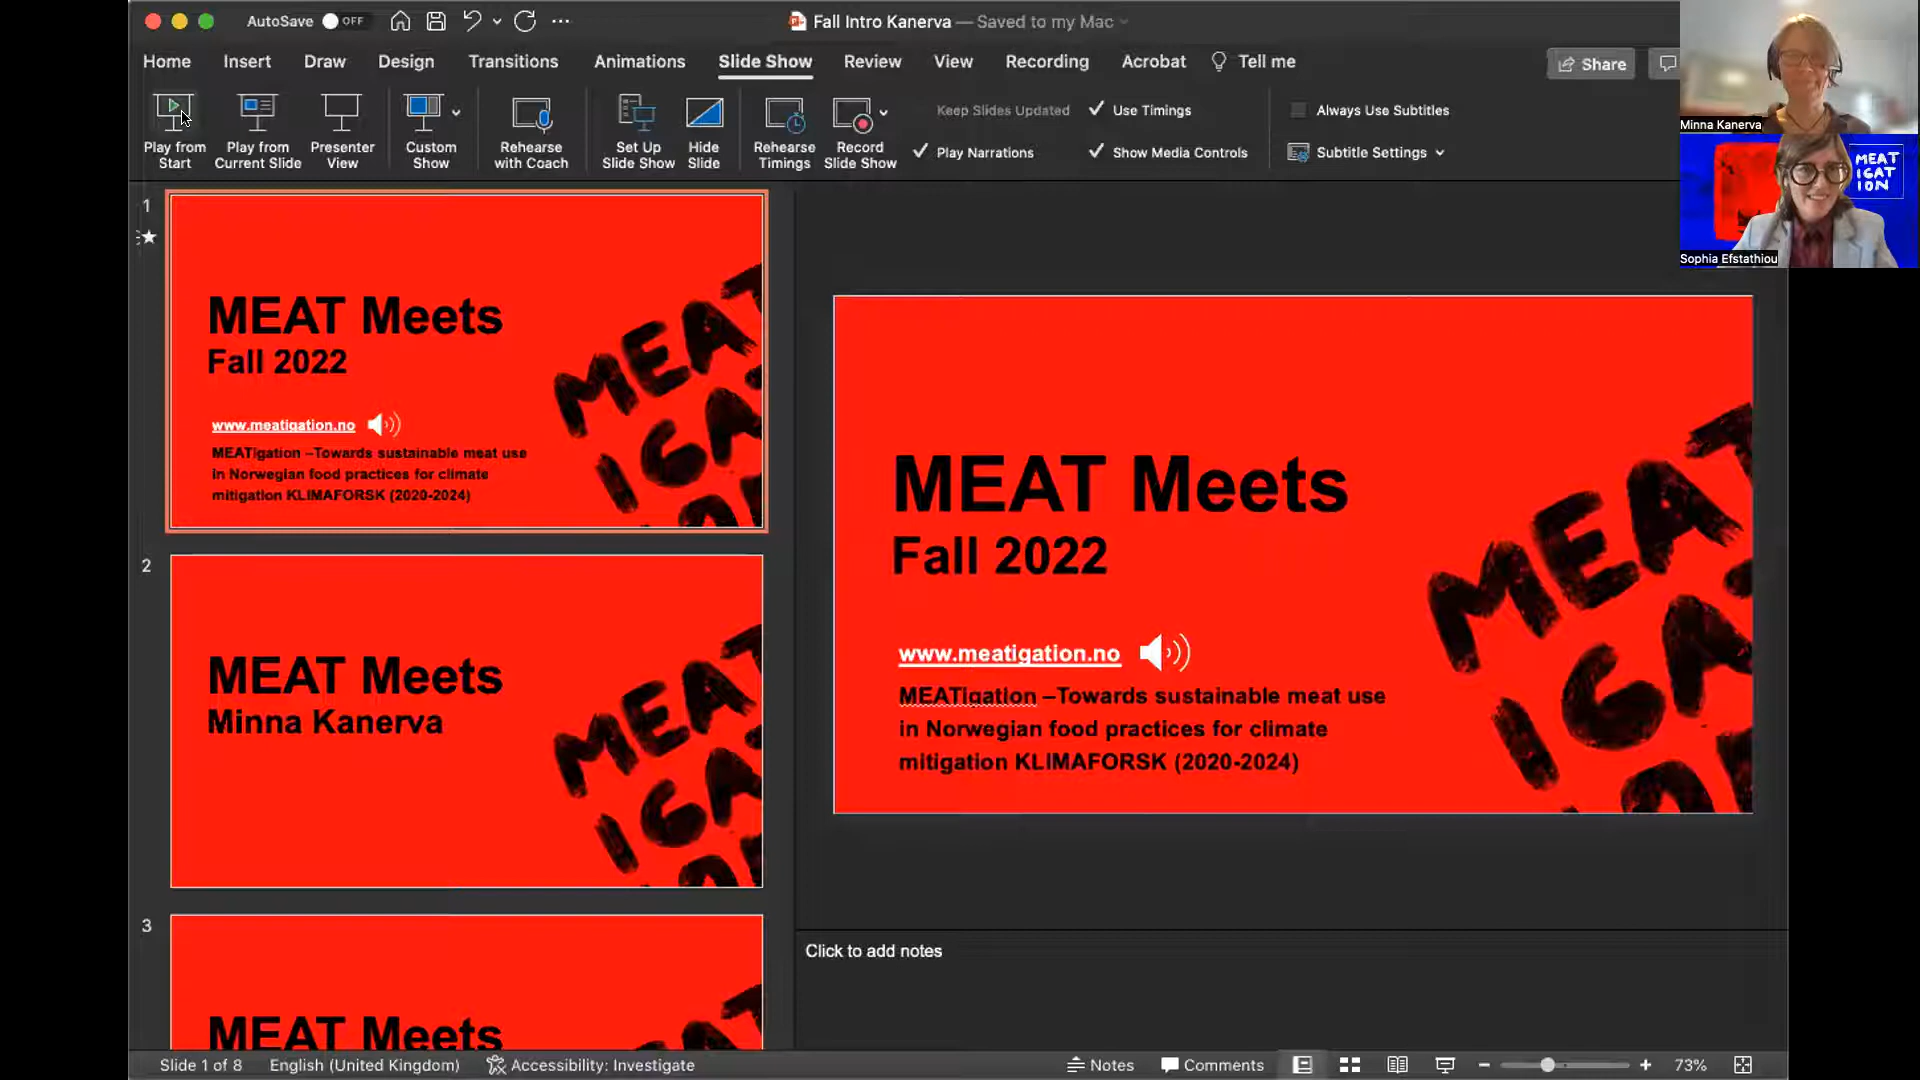 AutoSave OFF
Fall Intro Kanerva — Saved to my Mac
Home Insert Draw Design Transitions Animations Slide Show Review View Recording Acrobat Tell me
Share
Play from Start
Play from Current Slide
Presenter View
Custom Show
Rehearse with Coach
Set Up Slide Show
Hide Slide
Rehearse Timings
Record Slide Show
Keep Slides Updated
Use Timings
Play Narrations
Show Media Controls
Always Use Subtitles
Subtitle Settings
Minna Kanerva
MEAT
IGAT
ION
Sophia Efstathiou
1
MEAT Meets
Fall 2022
www.meatigation.no
MEATigation –Towards sustainable meat use
in Norwegian food practices for climate
mitigation KLIMAFORSK (2020-2024)
MEAT
IGA
2
MEAT Meets
Minna Kanerva
MEAT
IGA
3
MEAT Meets
MEAT Meets
Fall 2022
www.meatigation.no
MEATigation –Towards sustainable meat use
in Norwegian food practices for climate
mitigation KLIMAFORSK (2020-2024)
MEAT
IGA
Click to add notes
Slide 1 of 8 English (United Kingdom) Accessibility: Investigate Notes Comments 73%